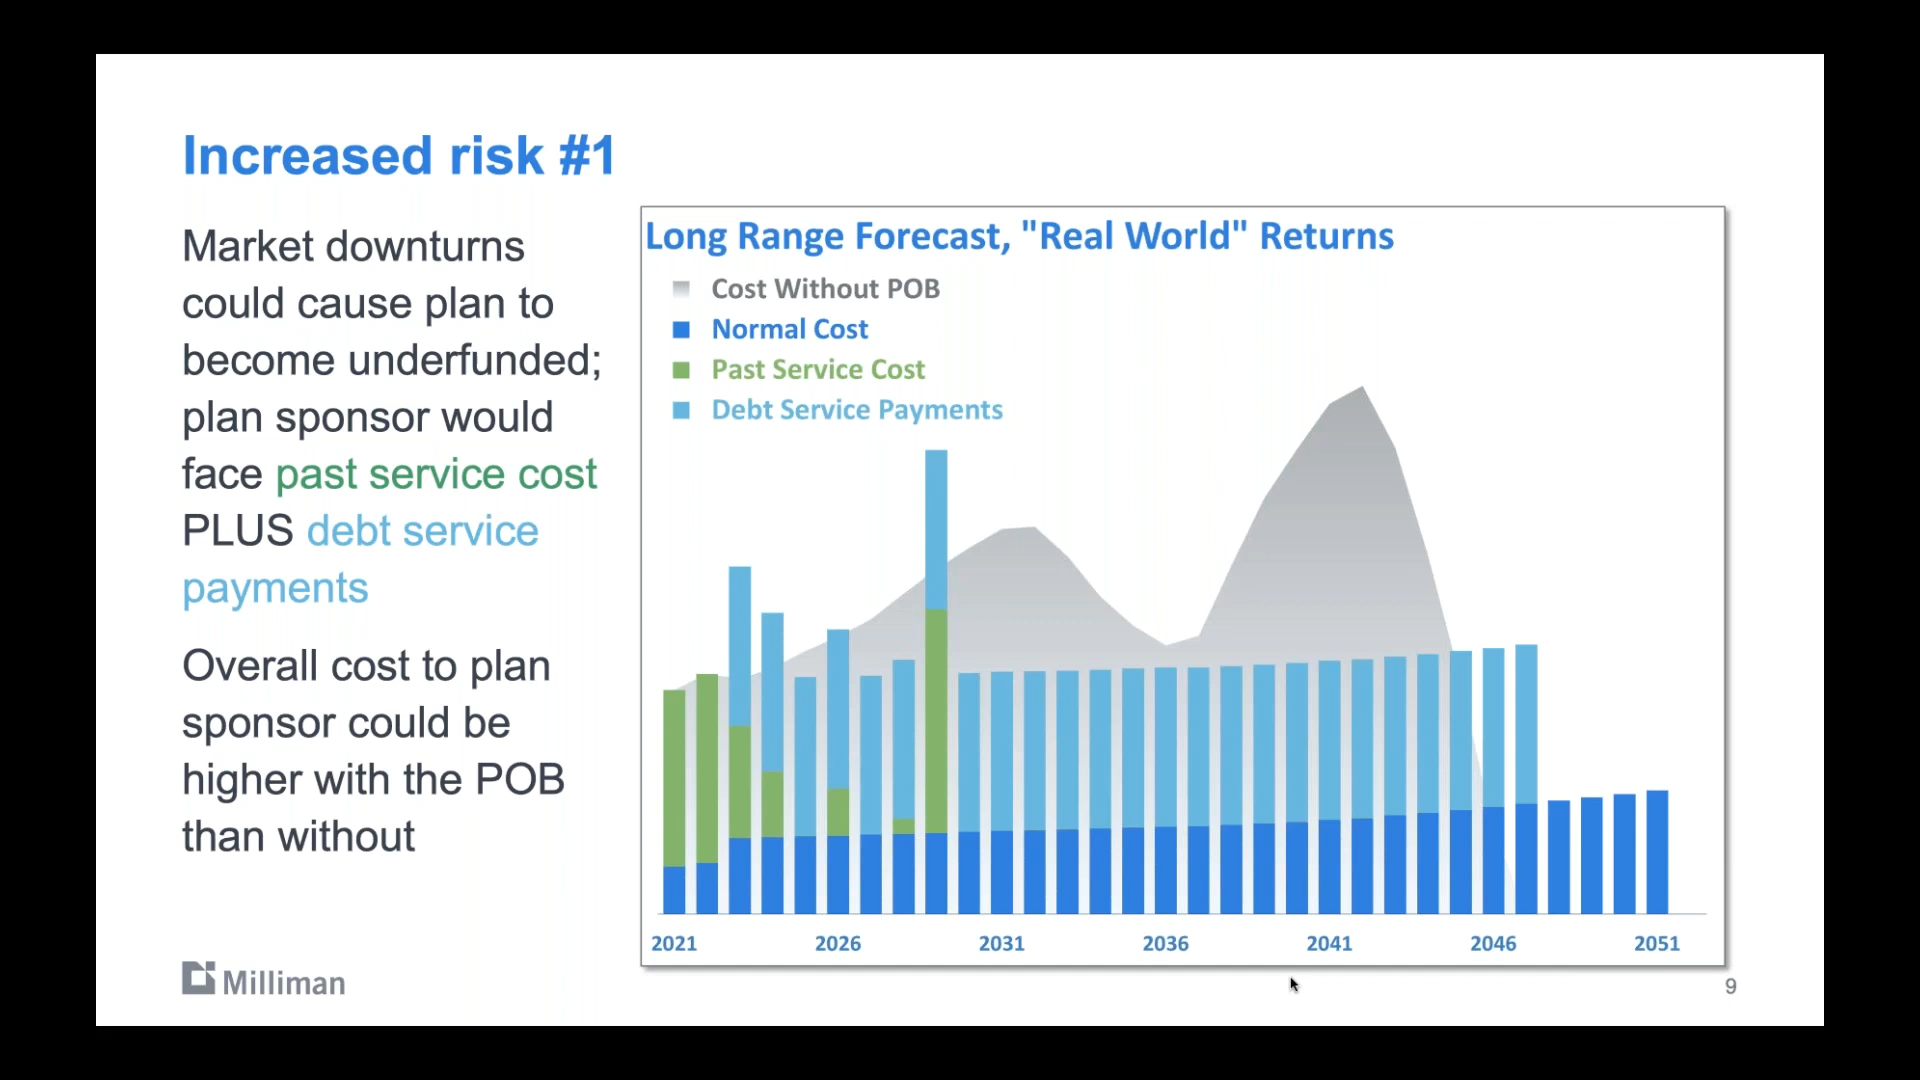 Increased risk #1
Market downturns
could cause plan to
become underfunded;
plan sponsor would
face past service cost
PLUS debt service
payments
Overall cost to plan
sponsor could be
higher with the POB
than without
Long Range Forecast, "Real World" Returns
Cost Without POB
Normal Cost
Past Service Cost
Debt Service Payments
2021 2026 2031 2036 2041 2046 2051
Milliman
9